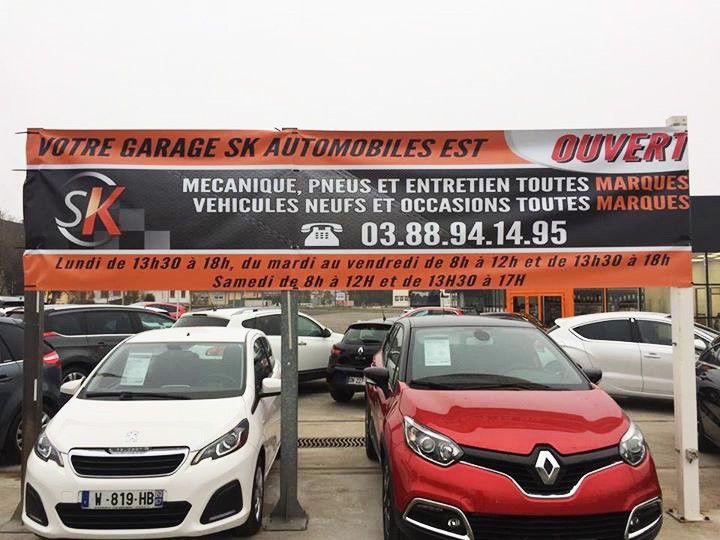 VOTRE GARAGE SK AUTOMOBILES EST OUVERT
SK
MECANIQUE, PNEUS ET ENTRETIEN TOUTES MARQUES
VEHICULES NEUFS ET OCCASIONS TOUTES MARQUES
03.88.94.14.95
Lundi de 13h30 à 18h, du mardi au vendredi de 8h à 12h et de 13h30 à 18h
Samedi de 8h à 12H et de 13H30 à 17H
W-819-HB